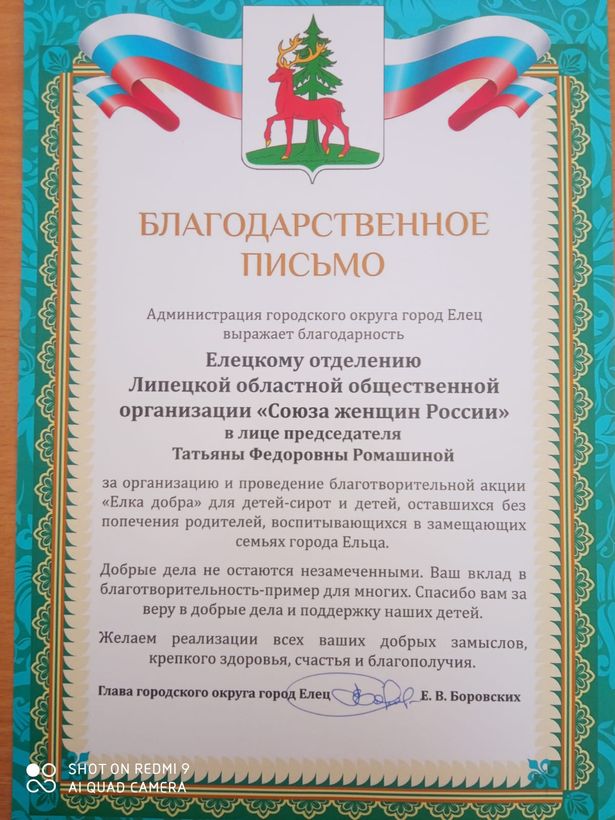 БЛАГОДАРСТВЕННОЕ
ПИСЬМО
Администрация городского округа город Елец
выражает благодарность
Елецкому отделению
Липецкой областной общественной
организации «Союза женщин России»
в лице председателя
Татьяны Федоровны Ромашиной
за организацию и проведение благотворительной акции
«Елка добра» для детей-сирот и детей, оставшихся без
попечения родителей, воспитывающихся в замещающих
семьях города Ельца.
Добрые дела не остаются незамеченными. Ваш вклад в
благотворительность-пример для многих. Спасибо вам за
веру в добрые дела и поддержку наших детей.
Желаем реализации всех ваших добрых замыслов,
крепкого здоровья, счастья и благополучия.
Глава городского округа город Елец Е. В. Боровских
SHOT ON REDMI 9
AI QUAD CAMERA